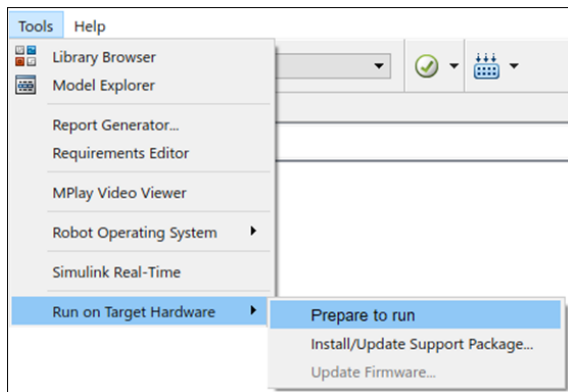 Tools Help
Library Browser
Model Explorer
Report Generator...
Requirements Editor
MPlay Video Viewer
Robot Operating System
Simulink Real-Time
Run on Target Hardware
Prepare to run
Install/Update Support Package...
Update Firmware...